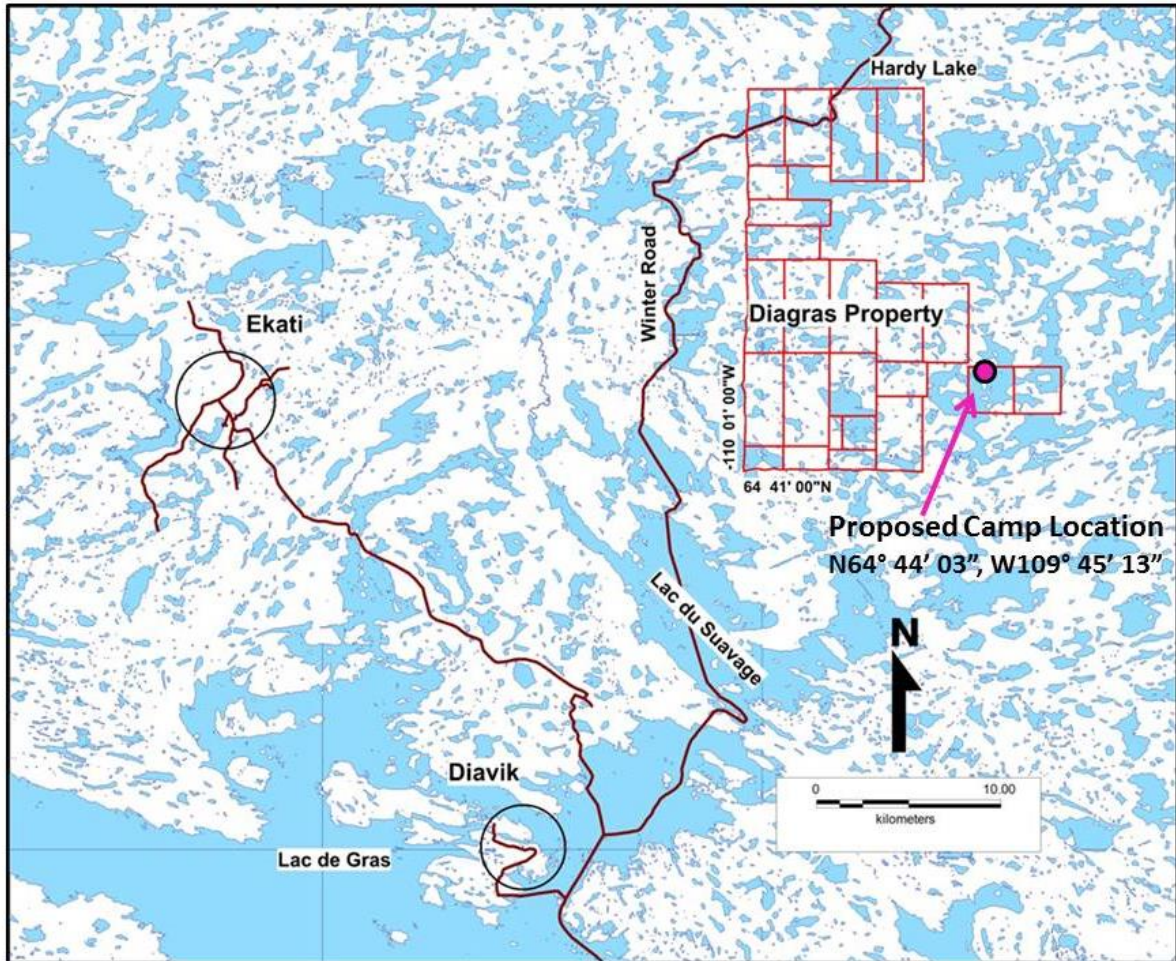 Hardy Lake
Winter Road
Ekati
Diagras Property
-110 01' 00"W
64 41' 00"N
Proposed Camp Location
N64° 44' 03", W109° 45' 13"
Lac du Suavage
N
Diavik
0 10.00
kilometers
Lac de Gras